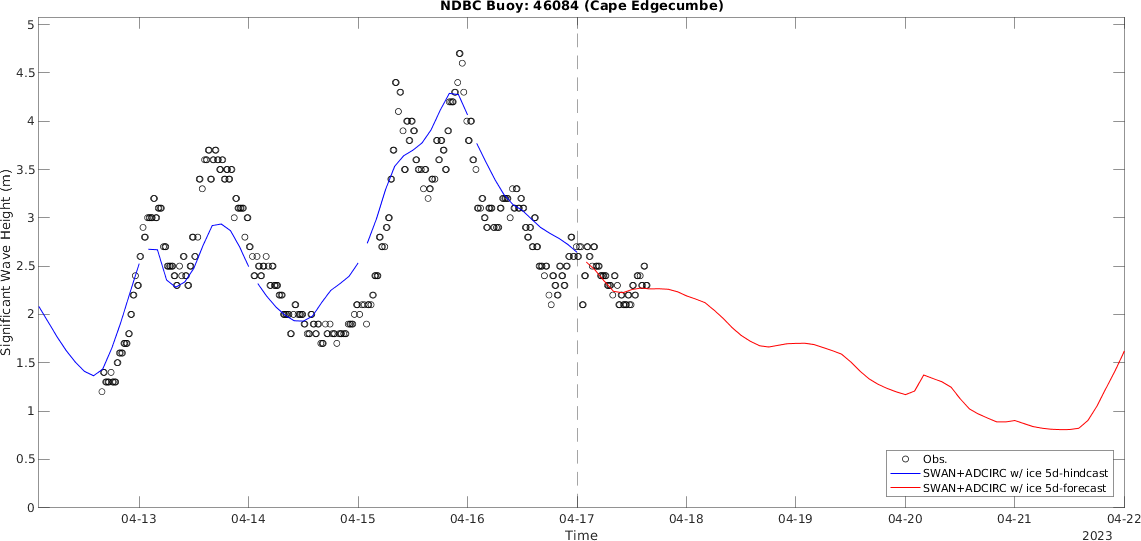 NDBC Buoy: 46084 (Cape Edgecumbe)
5
4.5
4
3.5
3
2.5
2
1.5
1
0.5
0
Significant Wave Height (m)
Obs.
SWAN+ADCIRC w/ ice 5d-hindcast
SWAN+ADCIRC w/ ice 5d-forecast
04-13 04-14 04-15 04-16 04-17 04-18 04-19 04-20 04-21 04-22
Time
2023